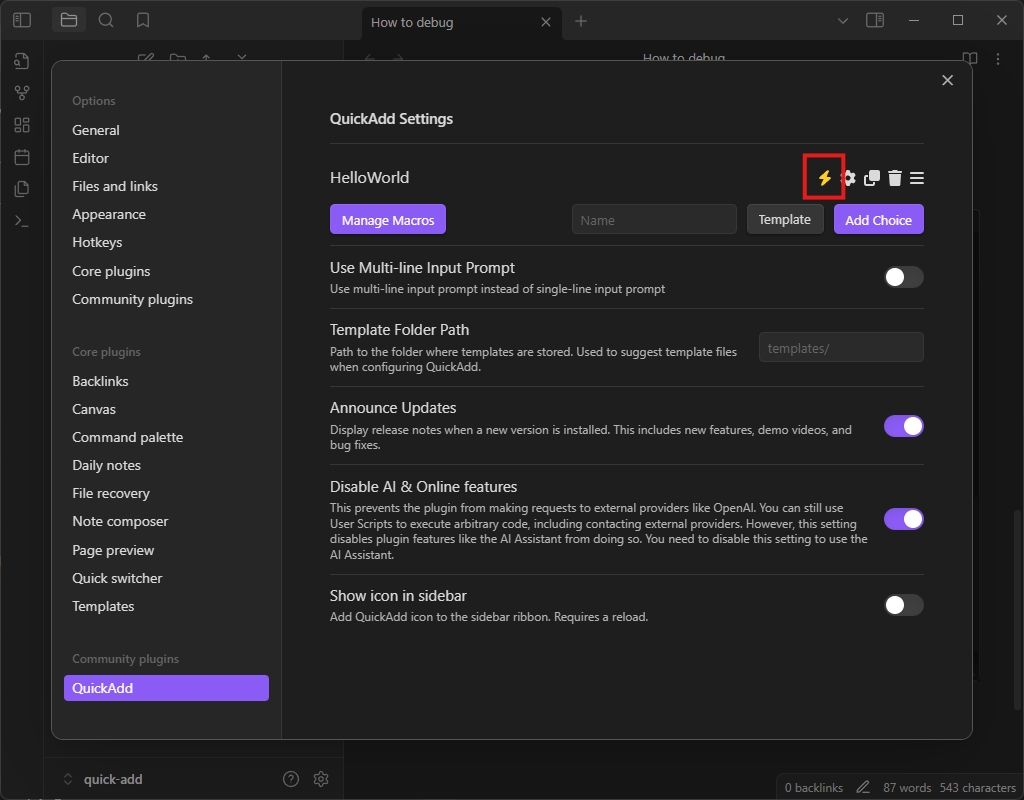 How to debug
How to debug
Options
General
Editor
Files and links
Appearance
Hotkeys
Core plugins
Community plugins
Core plugins
Backlinks
Canvas
Command palette
Daily notes
File recovery
Note composer
Page preview
Quick switcher
Templates
Community plugins
QuickAdd
QuickAdd Settings
HelloWorld
Manage Macros
Name
Template
Add Choice
Use Multi-line Input Prompt
Use multi-line input prompt instead of single-line input prompt
Template Folder Path
Path to the folder where templates are stored. Used to suggest template files
when configuring QuickAdd.
templates/
Announce Updates
Display release notes when a new version is installed. This includes new features, demo videos, and
bug fixes.
Disable AI & Online features
This prevents the plugin from making requests to external providers like OpenAI. You can still use
User Scripts to execute arbitrary code, including contacting external providers. However, this setting
disables plugin features like the AI Assistant from doing so. You need to disable this setting to use the
AI Assistant.
Show icon in sidebar
Add QuickAdd icon to the sidebar ribbon. Requires a reload.
quick-add
0 backlinks
87 words
543 characters